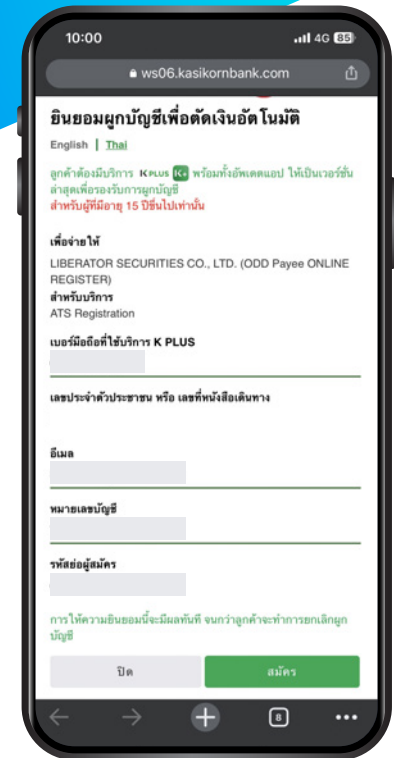 10:00
4G 85
ws06.kasikornbank.com
ยินยอมผูกบัญชีเพื่อตัดเงินอัตโนมัติ
English | Thai
ลูกค้าต้องมีบริการ K PLUS K+ พร้อมทั้งอัพเดตแอป ให้เป็นเวอร์ชั่น
ล่าสุดเพื่อรองรับการผูกบัญชี
สำหรับผู้ที่มีอายุ 15 ปีขึ้นไปเท่านั้น
เพื่อจ่ายให้
LIBERATOR SECURITIES CO., LTD. (ODD Payee ONLINE
REGISTER)
สำหรับบริการ
ATS Registration
เบอร์มือถือที่ใช้บริการ K PLUS
เลขประจำตัวประชาชน หรือ เลขที่หนังสือเดินทาง
อีเมล
หมายเลขบัญชี
รหัสย่อผู้สมัคร
การให้ความยินยอมนี้จะมีผลทันที จนกว่าลูกค้าจะทำการยกเลิกผูก
บัญชี
ปิด
สมัคร
8